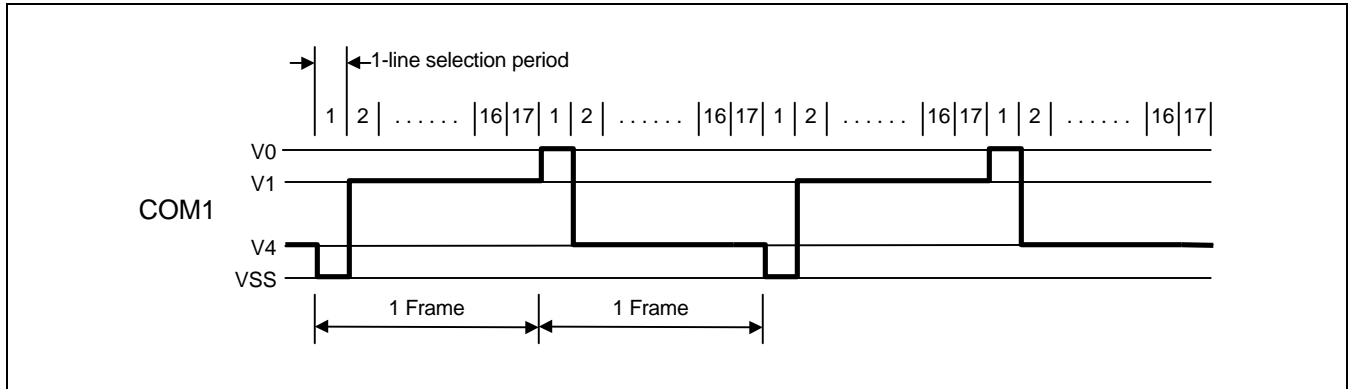 1-line selection period
1 2 . . . . . . 16 17 1 2 . . . . . . 16 17 1 2 . . . . . . 16 17 1 2 . . . . . . 16 17
V0
V1
COM1
V4
VSS
1 Frame 1 Frame